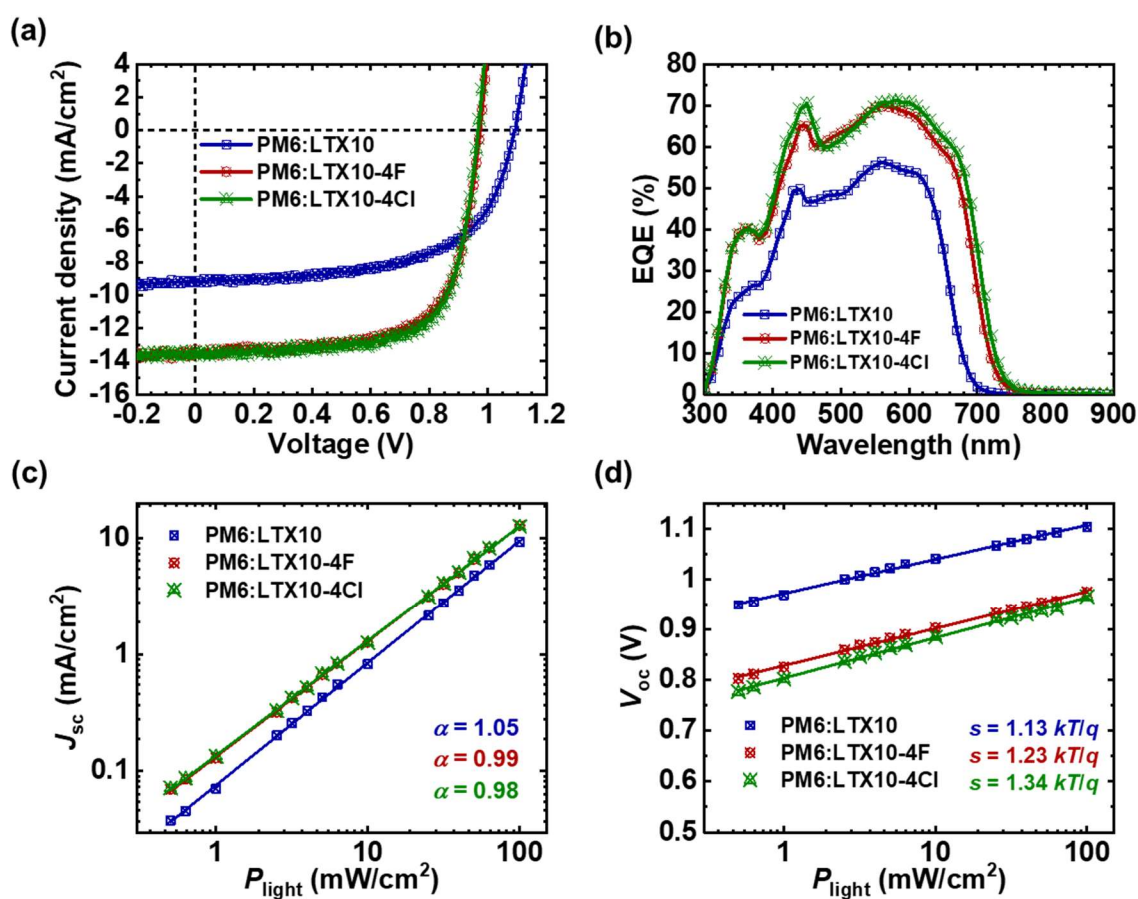 (a)
Current density (mA/cm²)
4
2
0
-2
-4
-6
-8
-10
-12
-14
-16
PM6:LTX10
PM6:LTX10-4F
PM6:LTX10-4Cl
-0.2 0 0.2 0.4 0.6 0.8 1 1.2
Voltage (V)
(b)
EQE (%)
80
70
60
50
40
30
20
10
0
PM6:LTX10
PM6:LTX10-4F
PM6:LTX10-4Cl
300 400 500 600 700 800 900
Wavelength (nm)
(c)
Jsc (mA/cm²)
10
1
0.1
PM6:LTX10
PM6:LTX10-4F
PM6:LTX10-4Cl
α = 1.05
α = 0.99
α = 0.98
1 10 100
Plight (mW/cm²)
(d)
Voc (V)
1.1
1
0.9
0.8
0.7
0.6
0.5
PM6:LTX10 s = 1.13 kT/q
PM6:LTX10-4F s = 1.23 kT/q
PM6:LTX10-4Cl s = 1.34 kT/q
1 10 100
Plight (mW/cm²)